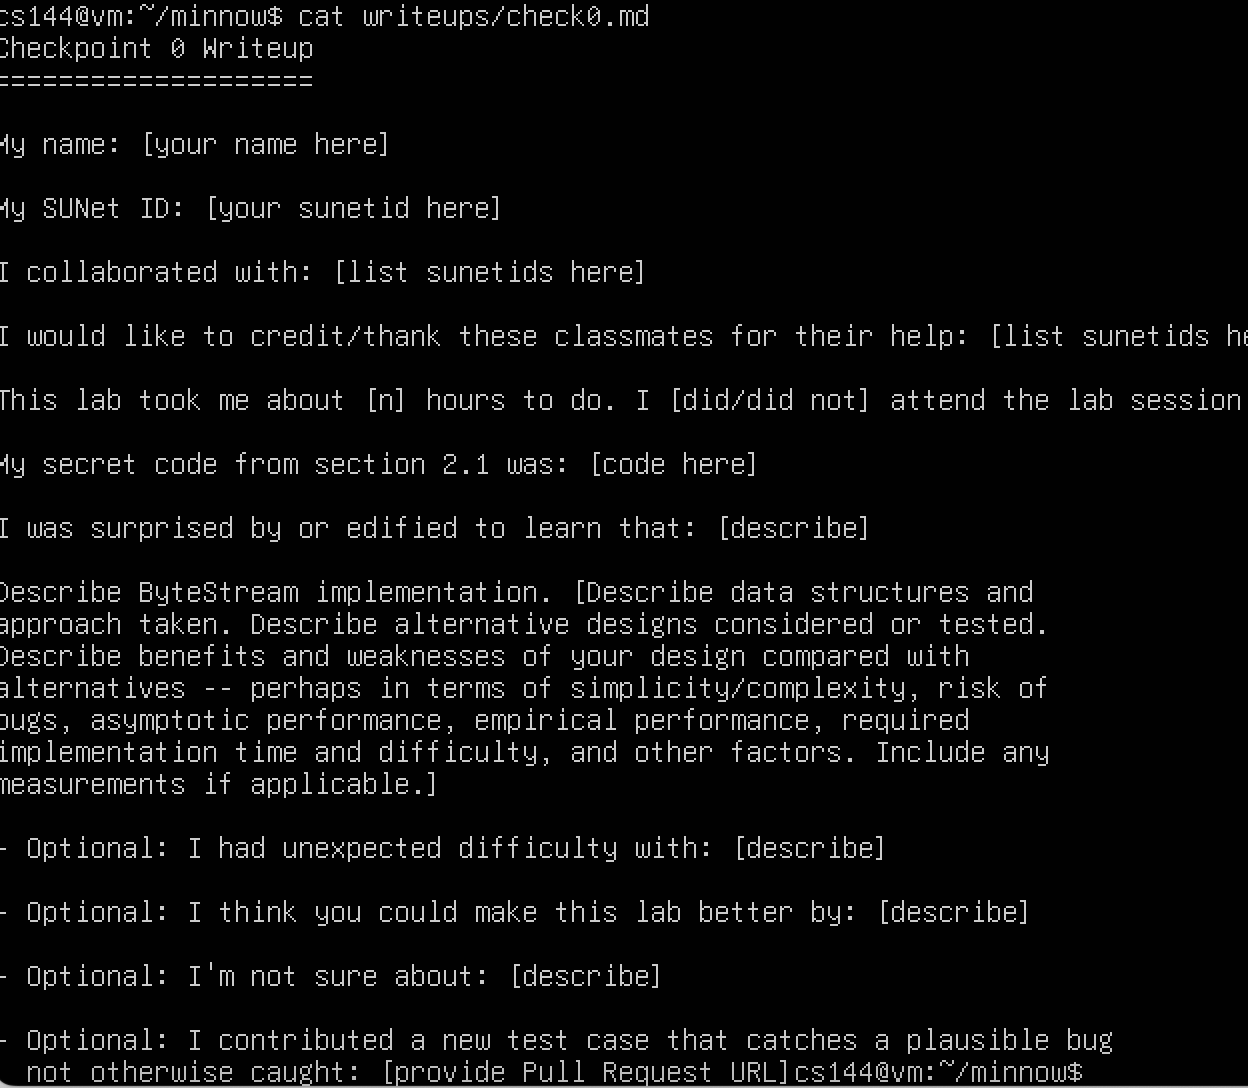 cs144@vm:~/minnow$ cat writeups/check0.md
Checkpoint 0 Writeup
====================
My name: [your name here]
My SUNet ID: [your sunetid here]
I collaborated with: [list sunetids here]
I would like to credit/thank these classmates for their help: [list sunetids he
This lab took me about [n] hours to do. I [did/did not] attend the lab session
My secret code from section 2.1 was: [code here]
I was surprised by or edified to learn that: [describe]
Describe ByteStream implementation. [Describe data structures and
approach taken. Describe alternative designs considered or tested.
Describe benefits and weaknesses of your design compared with
alternatives -- perhaps in terms of simplicity/complexity, risk of
bugs, asymptotic performance, empirical performance, required
implementation time and difficulty, and other factors. Include any
measurements if applicable.]
- Optional: I had unexpected difficulty with: [describe]
- Optional: I think you could make this lab better by: [describe]
- Optional: I'm not sure about: [describe]
- Optional: I contributed a new test case that catches a plausible bug
not otherwise caught: [provide Pull Request URL]cs144@vm:~/minnow$